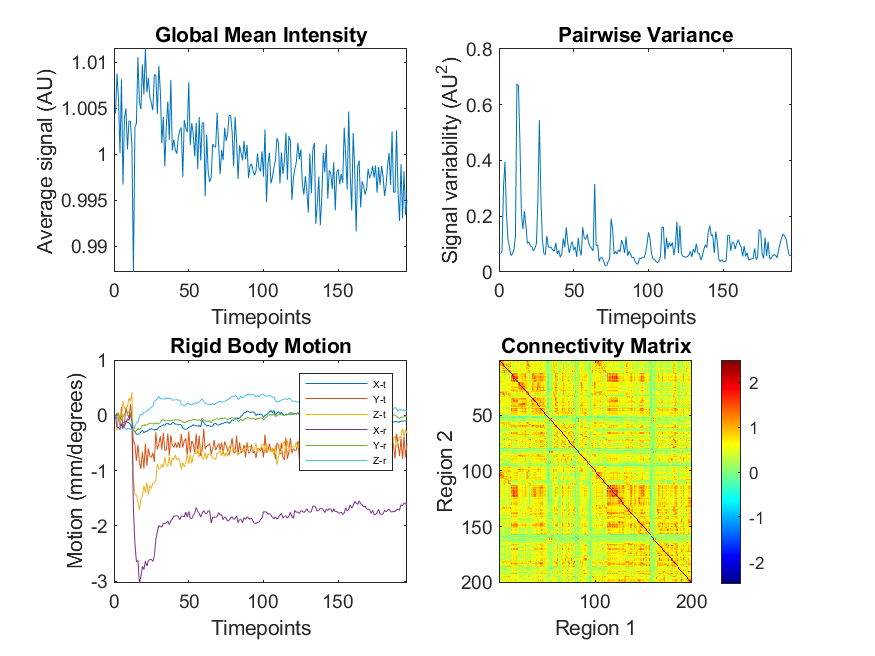 Global Mean Intensity
Average signal (AU)
1.01
1.005
1
0.995
0.99
0
50
100
150
Timepoints
Pairwise Variance
Signal variability (AU²)
0.8
0.6
0.4
0.2
0
0
50
100
150
Timepoints
Rigid Body Motion
Motion (mm/degrees)
1
0
-1
-2
-3
0
50
100
150
Timepoints
X-t
Y-t
Z-t
X-r
Y-r
Z-r
Connectivity Matrix
Region 2
50
100
150
200
100
200
Region 1
2
1
0
-1
-2